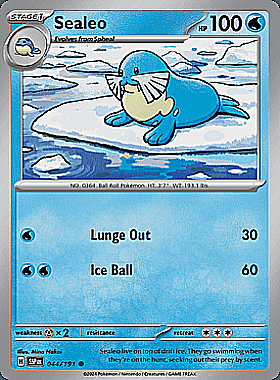 STAGE 1
Sealeo
HP 100
Evolves from Spheal
NO. 0364 Ball Roll Pokémon HT: 3'7" WT: 193.1 lbs.
Lunge Out 30
Ice Ball 60
weakness ×2 resistance retreat
Illus. Mina Nakai
H SSP EN 044/191
©2024 Pokémon / Nintendo / Creatures / GAME FREAK
Sealeo live on top of drift ice. They go swimming when
they're on the hunt, seeking out their prey by scent.